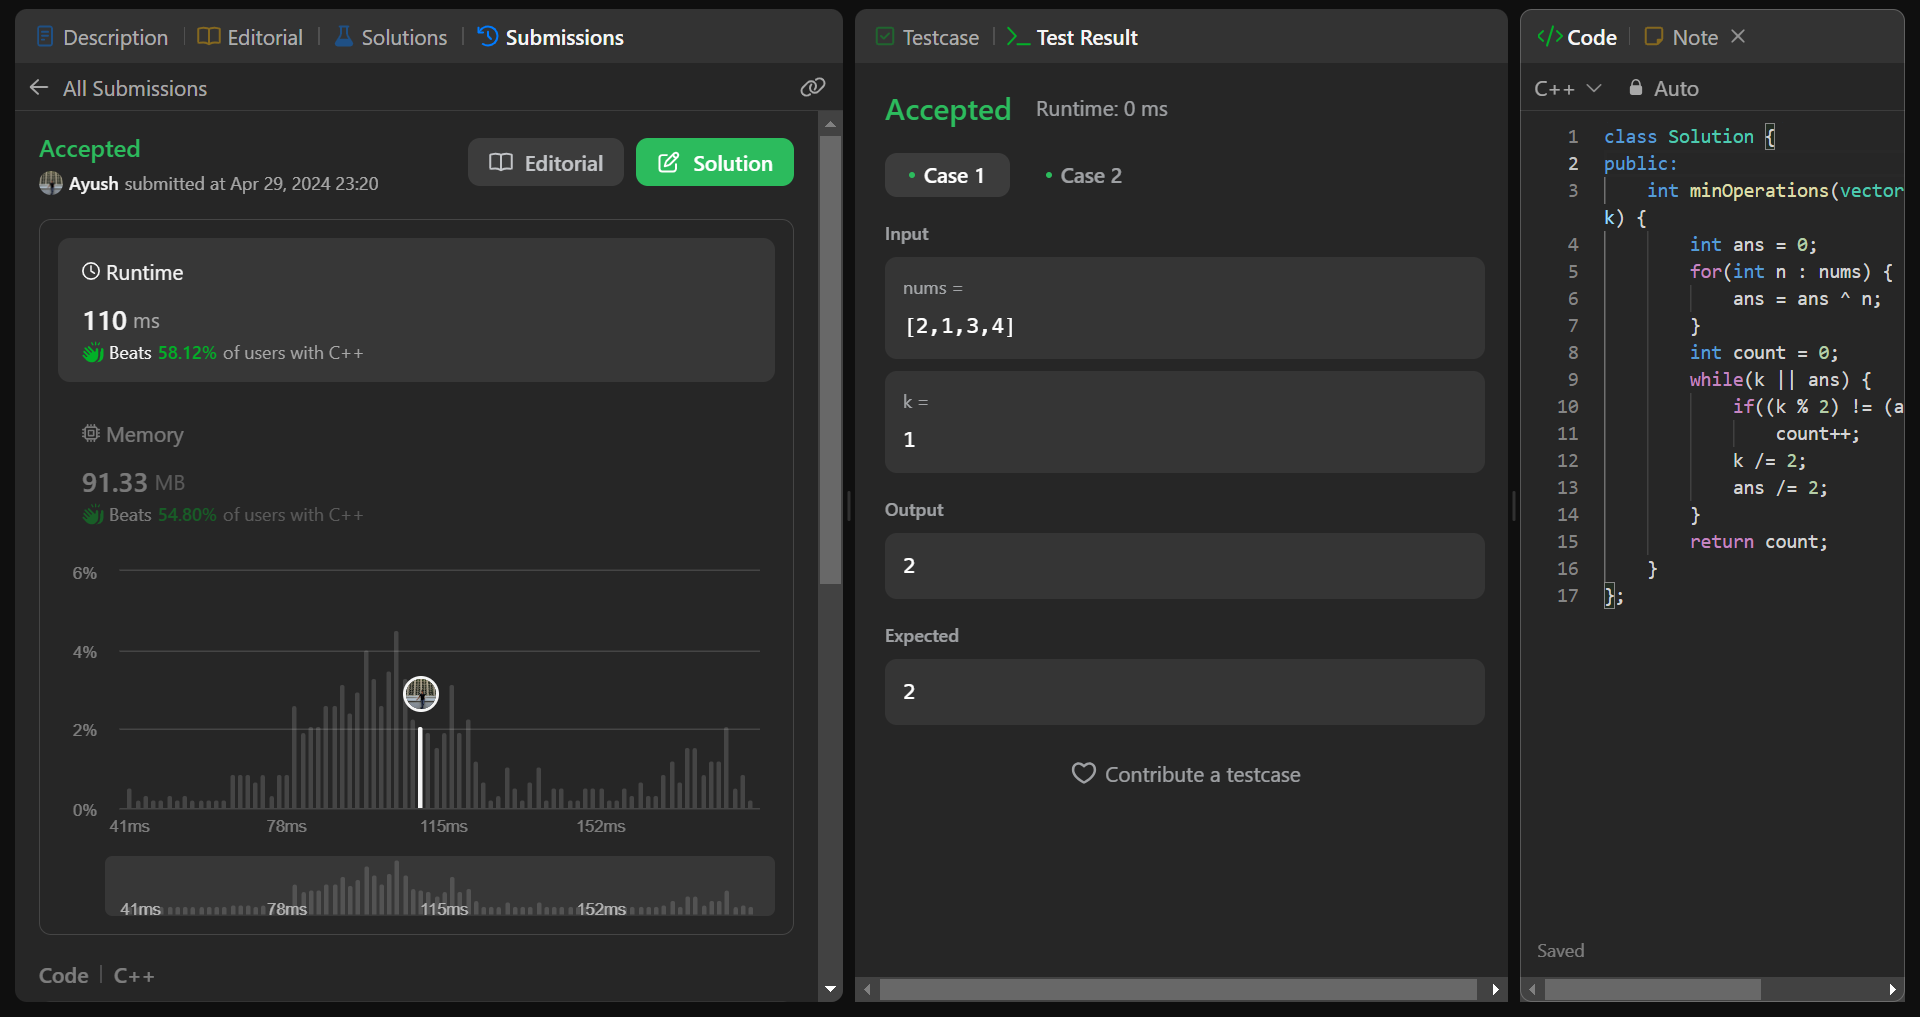 Description | Editorial | Solutions | Submissions
All Submissions
Accepted
Ayush submitted at Apr 29, 2024 23:20
Editorial
Solution
Runtime
110 ms
Beats 58.12% of users with C++
Memory
91.33 MB
Beats 54.80% of users with C++
6%
4%
2%
0%
41ms 78ms 115ms 152ms
41ms 78ms 115ms 152ms
Code | C++
Testcase | Test Result
Accepted Runtime: 0 ms
• Case 1 • Case 2
Input
nums =
[2,1,3,4]
k =
1
Output
2
Expected
2
Contribute a testcase
</> Code | Note
C++ Auto
1 class Solution {
2 public:
3 int minOperations(vector
k) {
4 int ans = 0;
5 for(int n : nums) {
6 ans = ans ^ n;
7 }
8 int count = 0;
9 while(k || ans) {
10 if((k % 2) != (a
11 count++;
12 k /= 2;
13 ans /= 2;
14 }
15 return count;
16 }
17 };
Saved